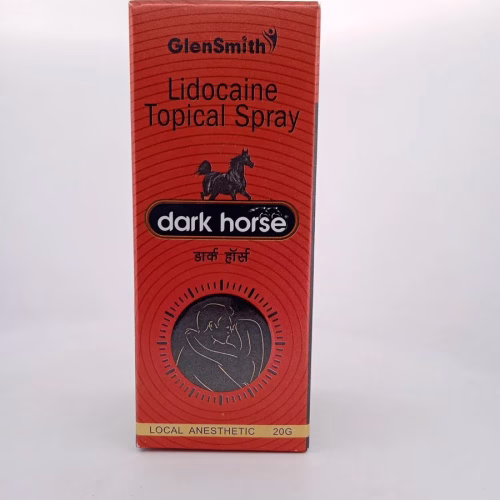 GlenSmith
Lidocaine
Topical Spray
dark horse
डार्क हॉर्स
LOCAL ANESTHETIC 20G